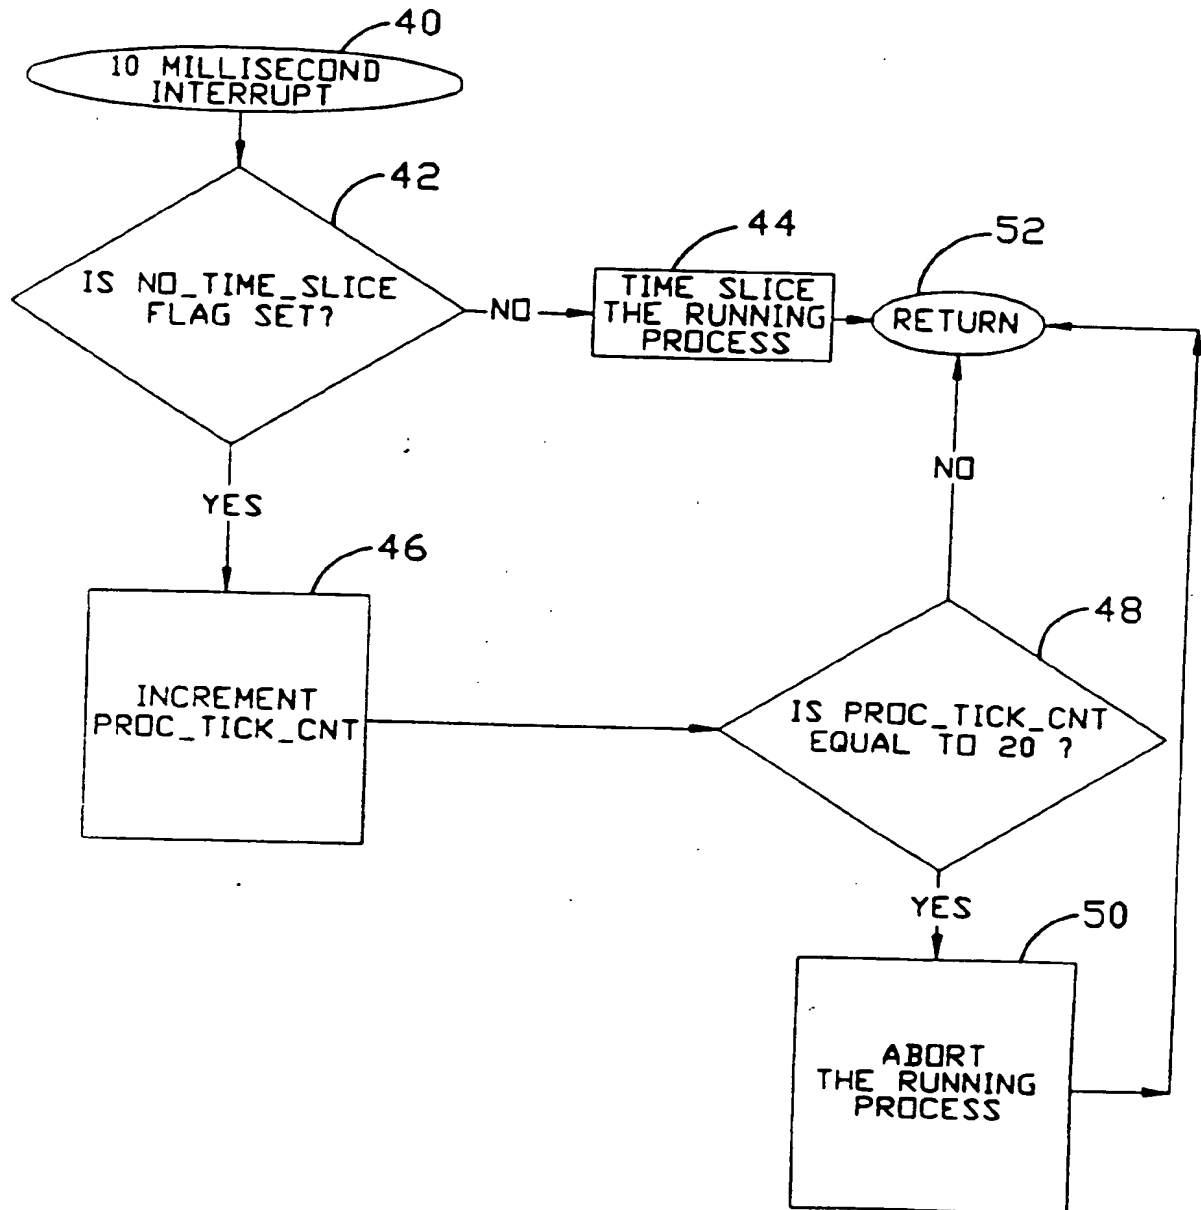 40
10 MILLISECOND
INTERRUPT
42
IS NO_TIME_SLICE
FLAG SET?
NO
44
TIME SLICE
THE RUNNING
PROCESS
52
RETURN
YES
NO
46
INCREMENT
PROC_TICK_CNT
48
IS PROC_TICK_CNT
EQUAL TO 20 ?
YES
50
ABORT
THE RUNNING
PROCESS